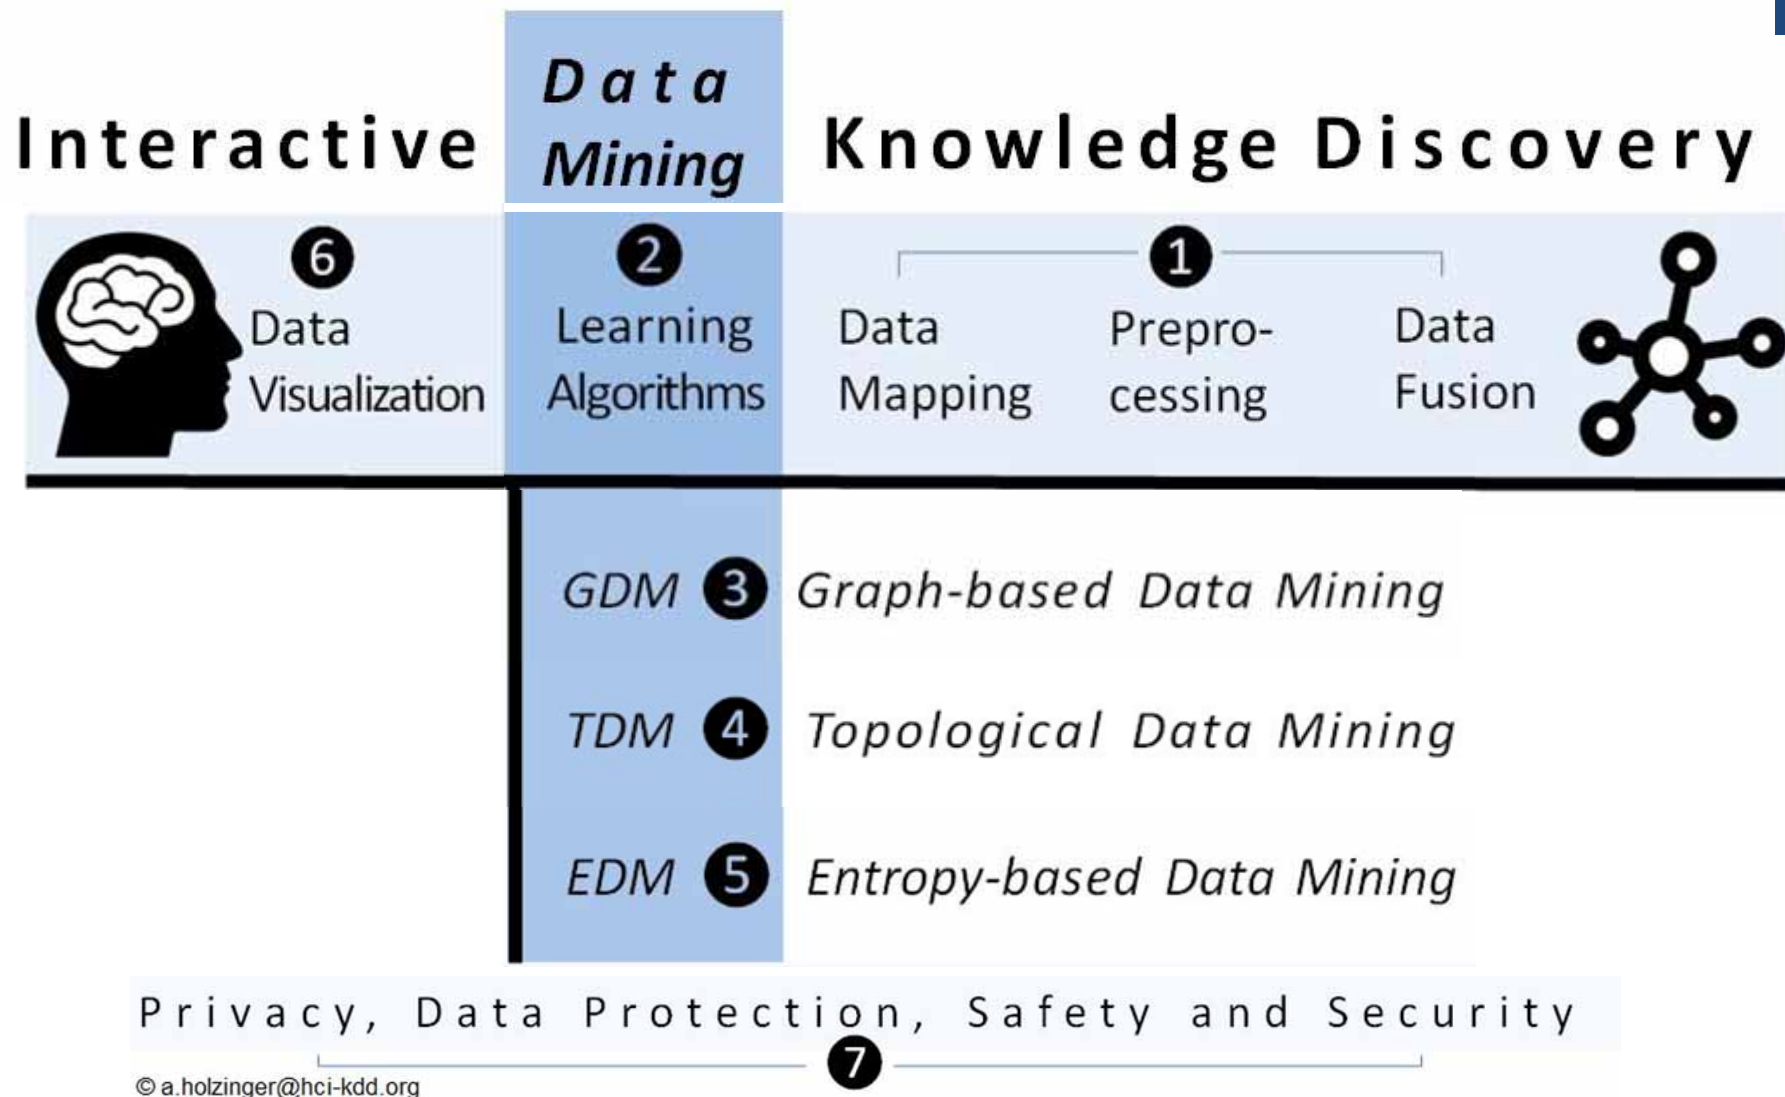 Interactive Data Mining Knowledge Discovery
6 2 1
Data Learning Data Prepro- Data
Visualization Algorithms Mapping cessing Fusion
GDM 3 Graph-based Data Mining
TDM 4 Topological Data Mining
EDM 5 Entropy-based Data Mining
Privacy, Data Protection, Safety and Security
7
© a.holzinger@hci-kdd.org